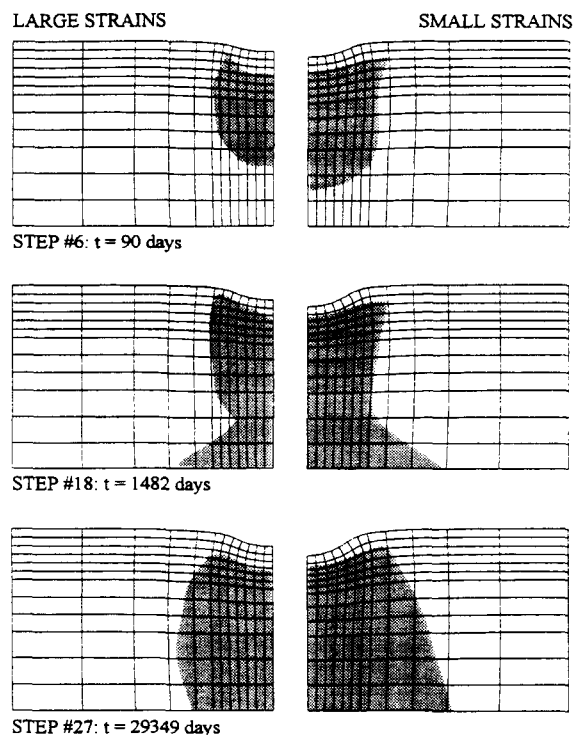 LARGE STRAINS
SMALL STRAINS
STEP #6: t = 90 days
STEP #18: t = 1482 days
STEP #27: t = 29349 days